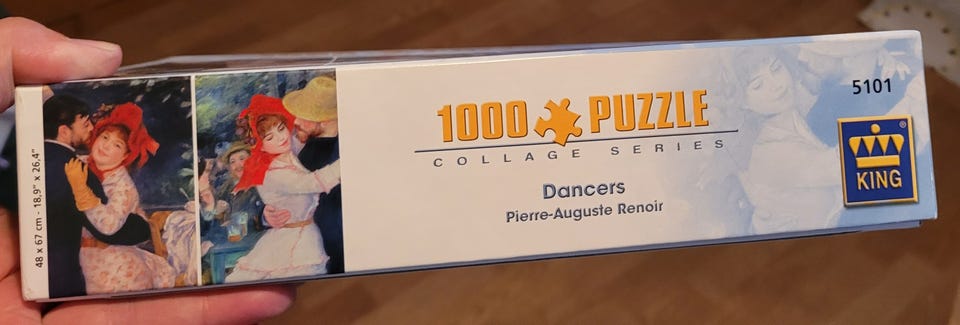 48 x 67 cm - 18,9" x 26,4"
1000 PUZZLE
COLLAGE SERIES
Dancers
Pierre-Auguste Renoir
5101
®
KING